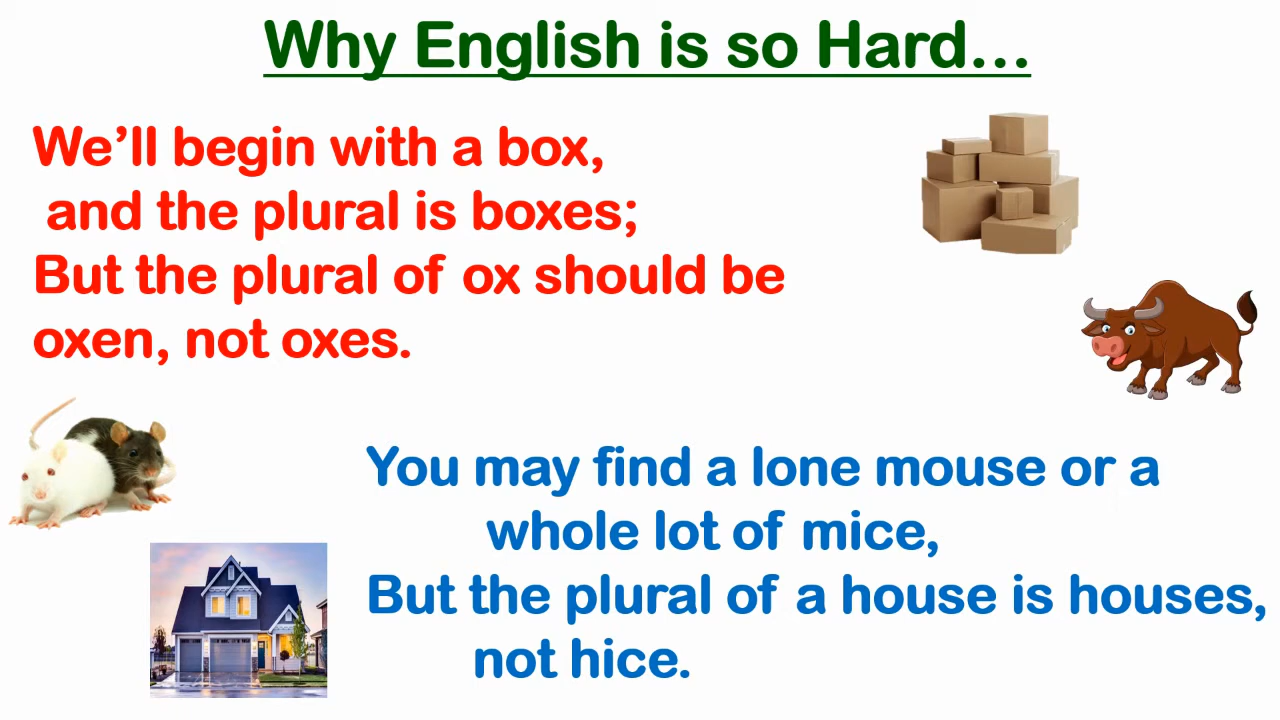 Why English is so Hard...
We’ll begin with a box,
and the plural is boxes;
But the plural of ox should be
oxen, not oxes.
You may find a lone mouse or a
whole lot of mice,
But the plural of a house is houses,
not hice.